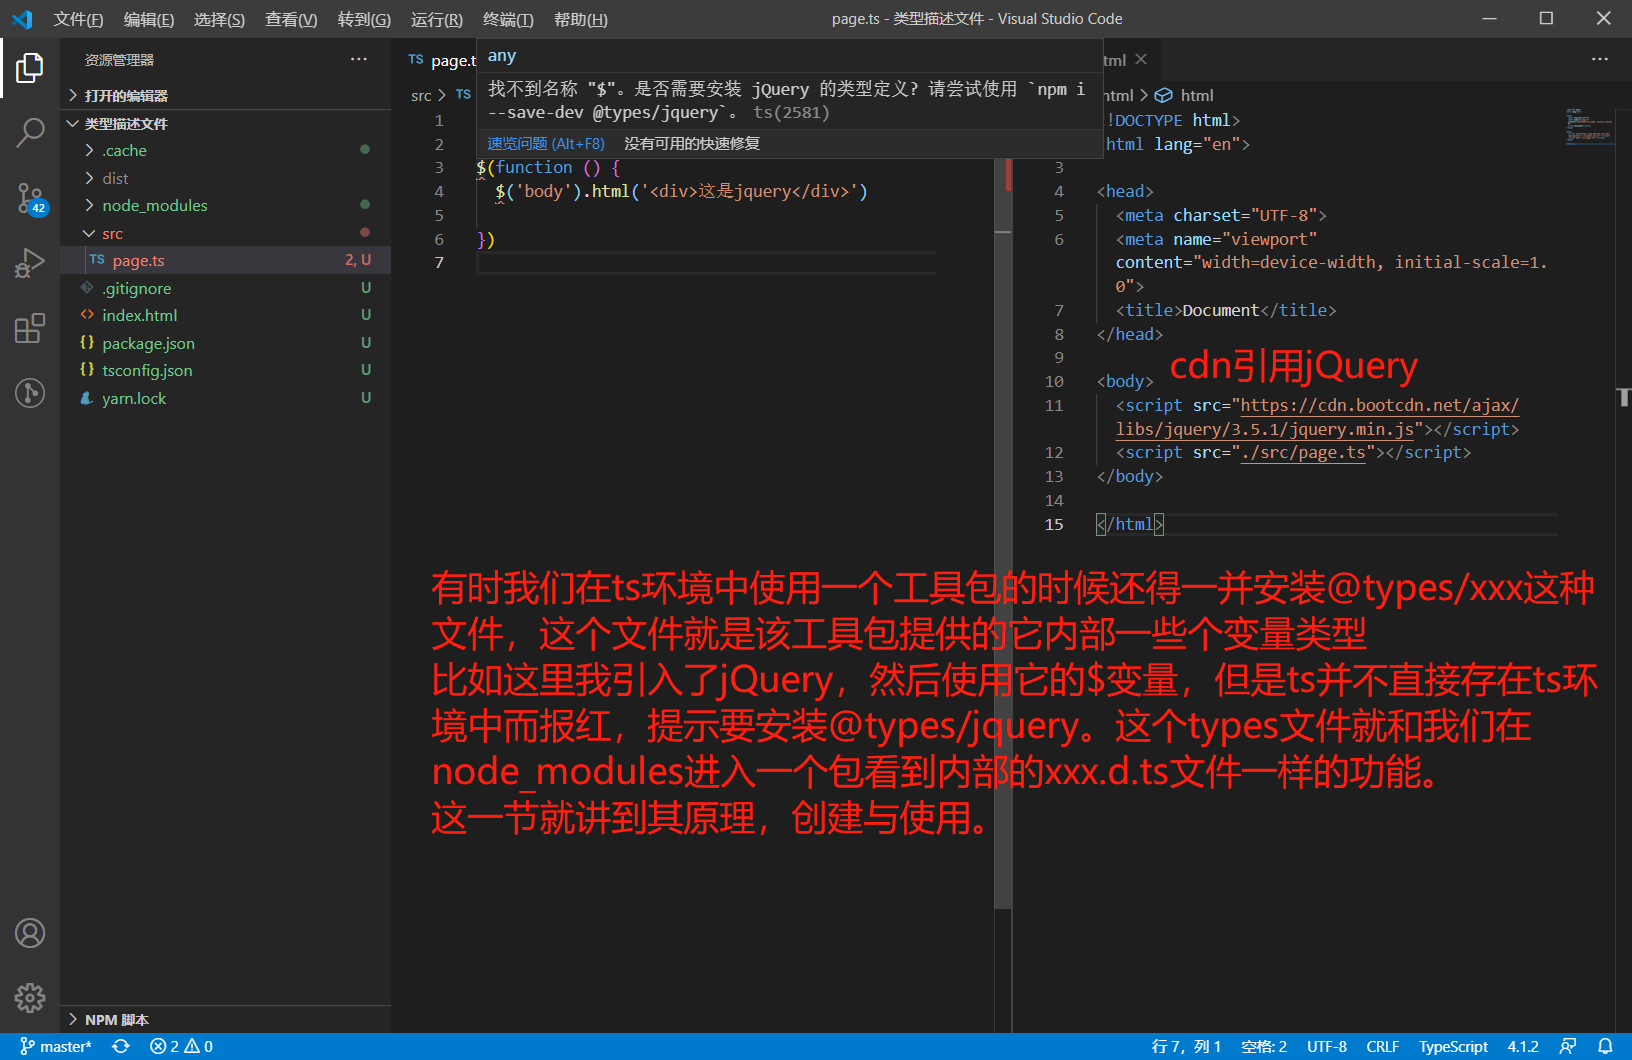 文件(F) 编辑(E) 选择(S) 查看(V) 转到(G) 运行(R) 终端(T) 帮助(H) page.ts - 类型描述文件 - Visual Studio Code
资源管理器
打开的编辑器
类型描述文件
.cache
dist
node_modules
src
TS page.ts 2, U
.gitignore U
index.html U
{} package.json U
{} tsconfig.json U
yarn.lock U
NPM 脚本
42
TS page.t
src > TS
any
找不到名称 "$"。是否需要安装 jQuery 的类型定义? 请尝试使用 `npm i
--save-dev @types/jquery`。 ts(2581)
速览问题 (Alt+F8) 没有可用的快速修复
1
2
3 $(function () {
4 $('body').html('<div>这是jquery</div>')
5
6 })
7
tml
html > html
!DOCTYPE html>
html lang="en">
3
4 <head>
5 <meta charset="UTF-8">
6 <meta name="viewport"
content="width=device-width, initial-scale=1.
0">
7 <title>Document</title>
8 </head>
9
cdn引用jQuery
10 <body>
11 <script src="https://cdn.bootcdn.net/ajax/
libs/jquery/3.5.1/jquery.min.js"></script>
12 <script src="./src/page.ts"></script>
13 </body>
14
15 </html>
有时我们在ts环境中使用一个工具包的时候还得一并安装@types/xxx这种
文件，这个文件就是该工具包提供的它内部一些个变量类型
比如这里我引入了jQuery，然后使用它的$变量，但是ts并不直接存在ts环
境中而报红，提示要安装@types/jquery。这个types文件就和我们在
node_modules进入一个包看到内部的xxx.d.ts文件一样的功能。
这一节就讲到其原理，创建与使用。
master* 2 0 行 7，列 1 空格: 2 UTF-8 CRLF TypeScript 4.1.2